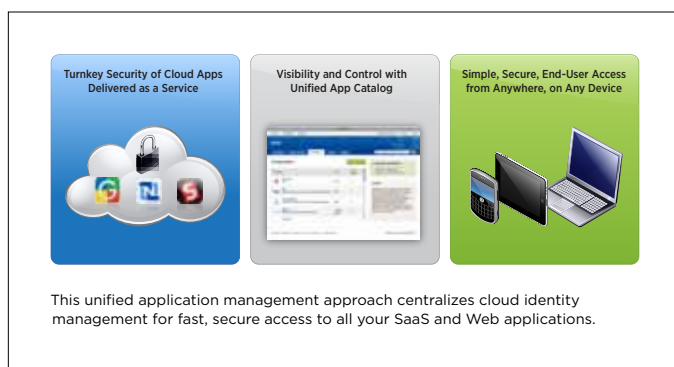 Turnkey Security of Cloud Apps
Delivered as a Service
Visibility and Control with
Unified App Catalog
Simple, Secure, End-User Access
from Anywhere, on Any Device
This unified application management approach centralizes cloud identity
management for fast, secure access to all your SaaS and Web applications.